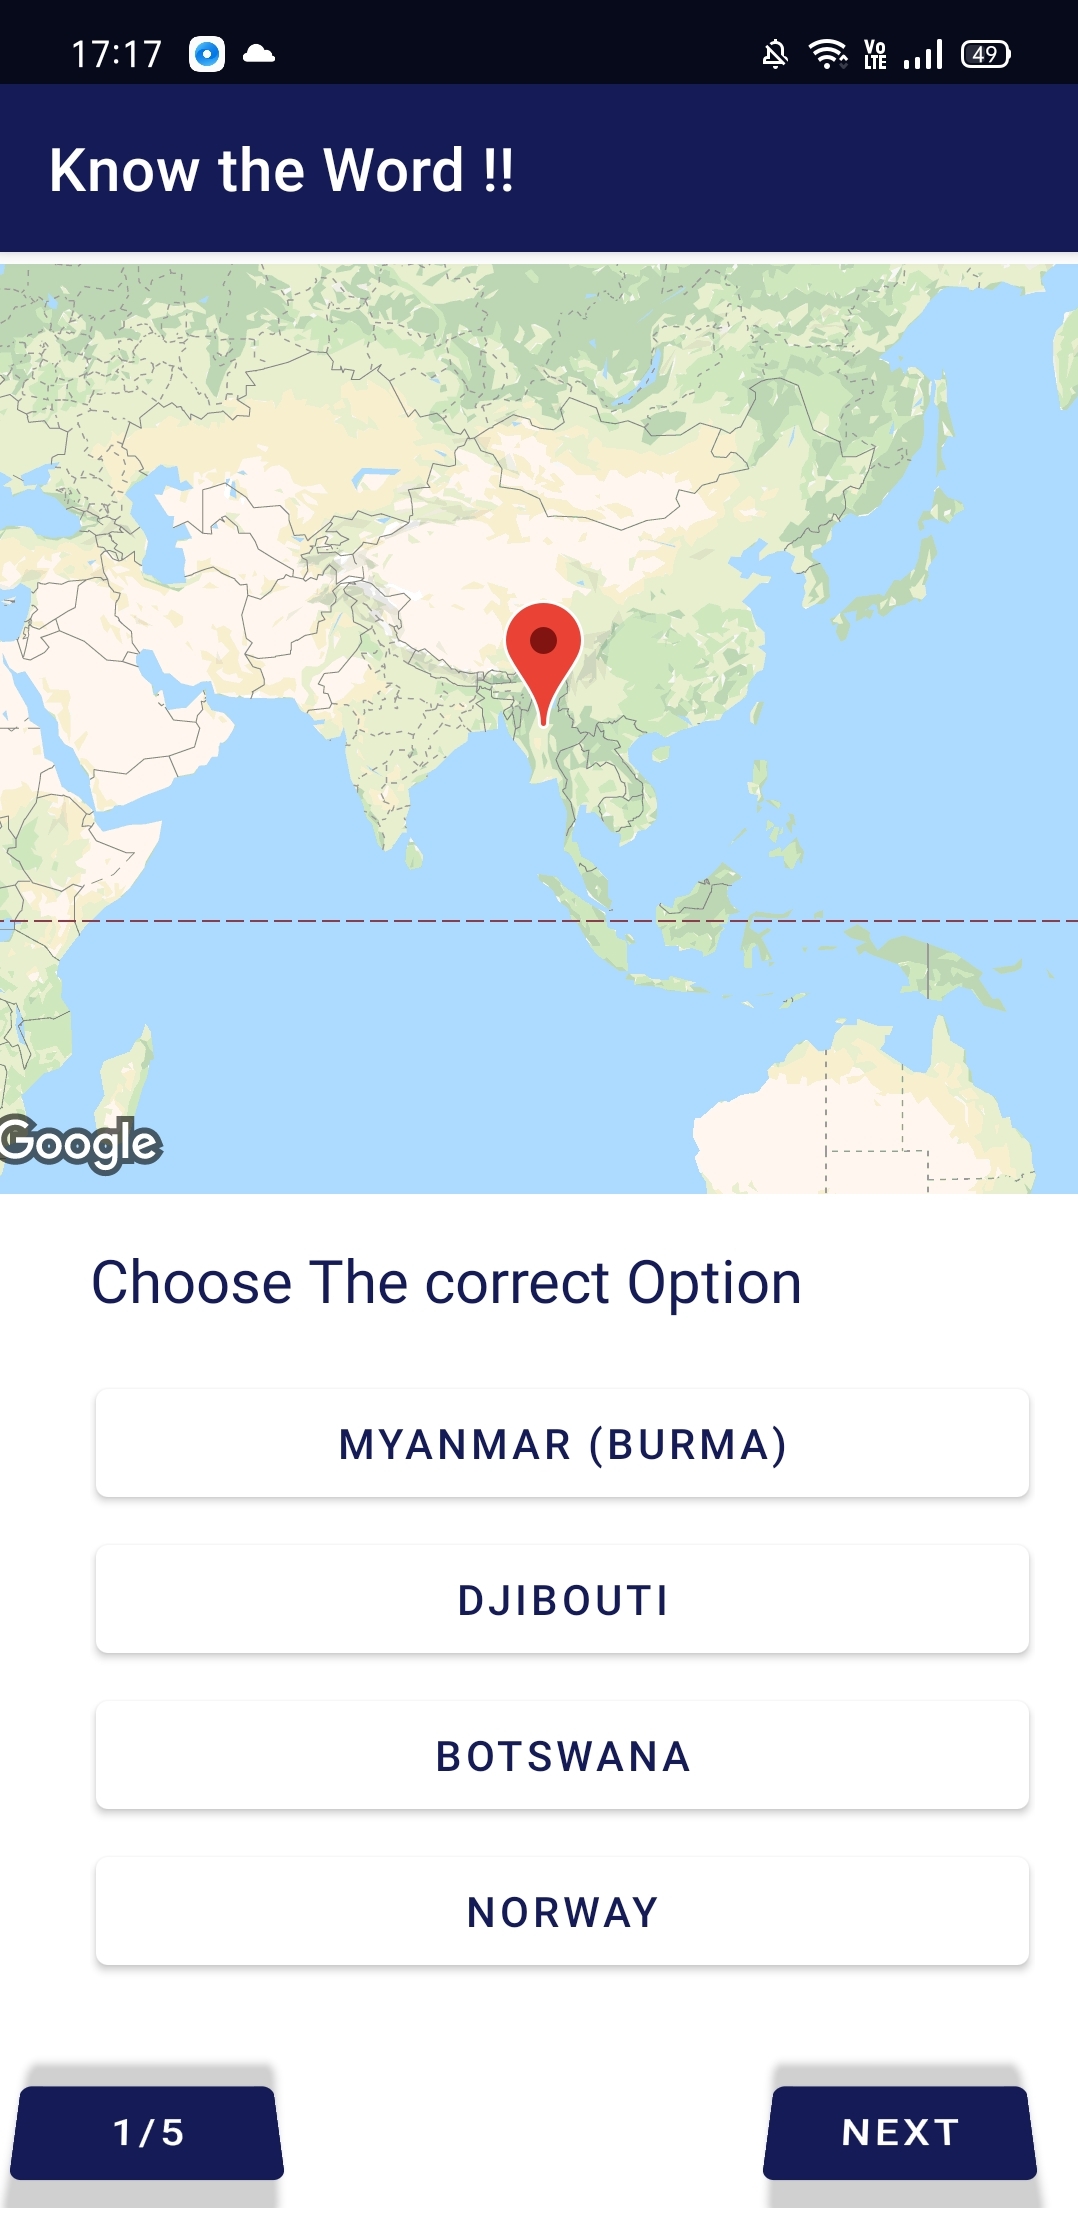 17:17 Vo LTE 49
Know the Word !!
Google
Choose The correct Option
MYANMAR (BURMA)
DJIBOUTI
BOTSWANA
NORWAY
1/5 NEXT